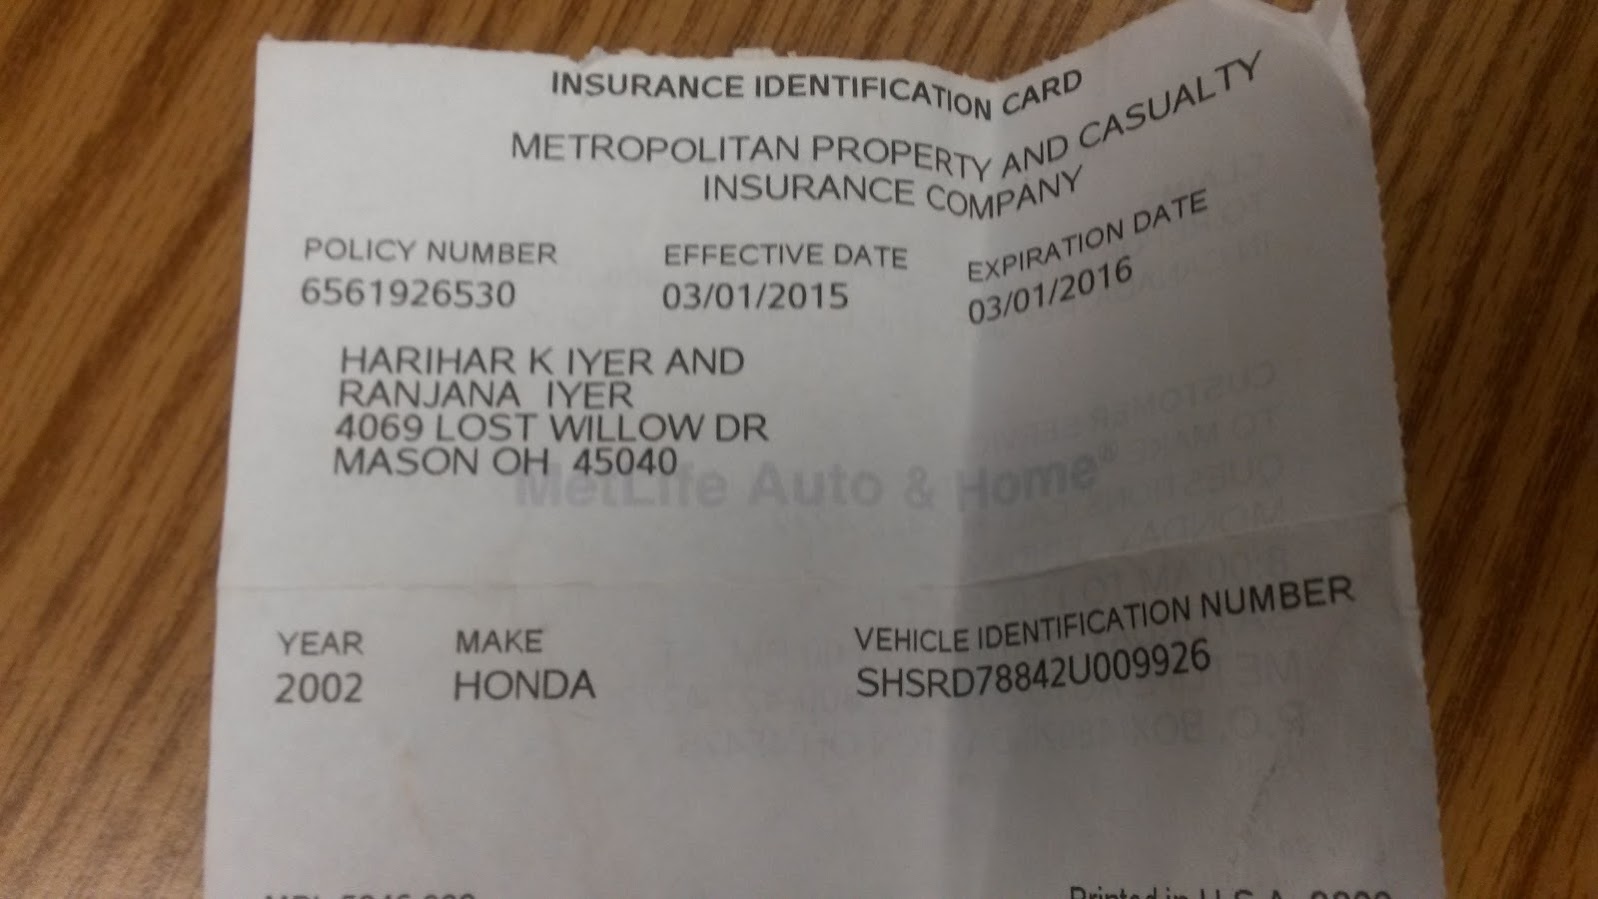 INSURANCE IDENTIFICATION CARD
METROPOLITAN PROPERTY AND CASUALTY
INSURANCE COMPANY
POLICY NUMBER EFFECTIVE DATE EXPIRATION DATE
6561926530 03/01/2015 03/01/2016
HARIHAR K IYER AND
RANJANA IYER
4069 LOST WILLOW DR
MASON OH 45040
MetLife Auto & Home®
YEAR MAKE VEHICLE IDENTIFICATION NUMBER
2002 HONDA SHSRD78842U009926
Printed in U.S.A.